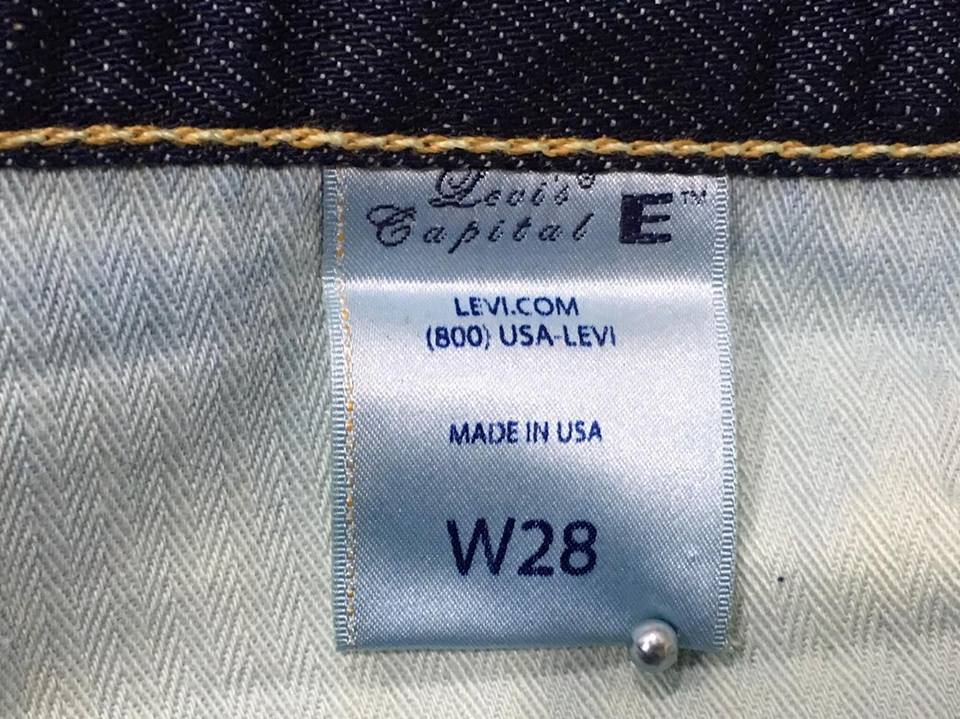 Levi's®
Capital E™
LEVI.COM
(800) USA-LEVI
MADE IN USA
W28